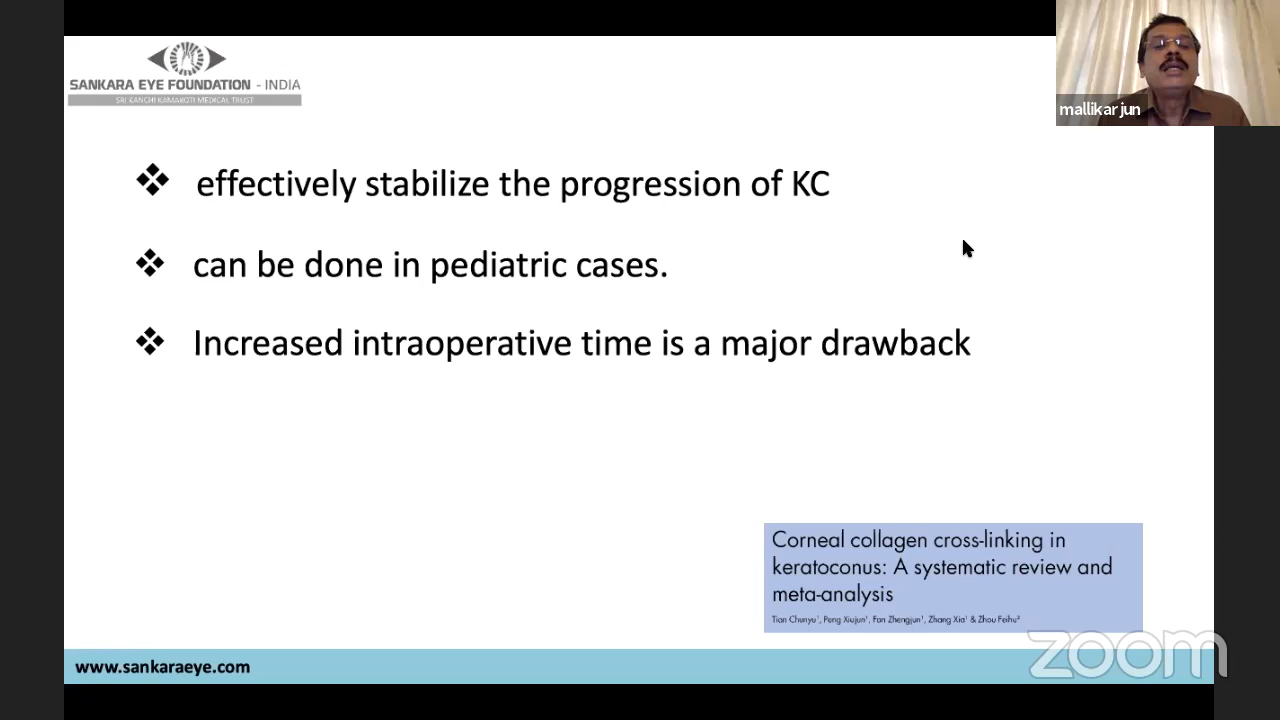 SANKARA EYE FOUNDATION - INDIA
SRI KANCHI KAMAKOTI MEDICAL TRUST
mallikarjun
effectively stabilize the progression of KC
can be done in pediatric cases.
Increased intraoperative time is a major drawback
Corneal collagen cross-linking in
keratoconus: A systematic review and
meta-analysis
Tian Chunyu¹, Peng Xiujun¹, Fan Zhengjun¹, Zhang Xia¹ & Zhou Feihu²
zoom
www.sankaraeye.com